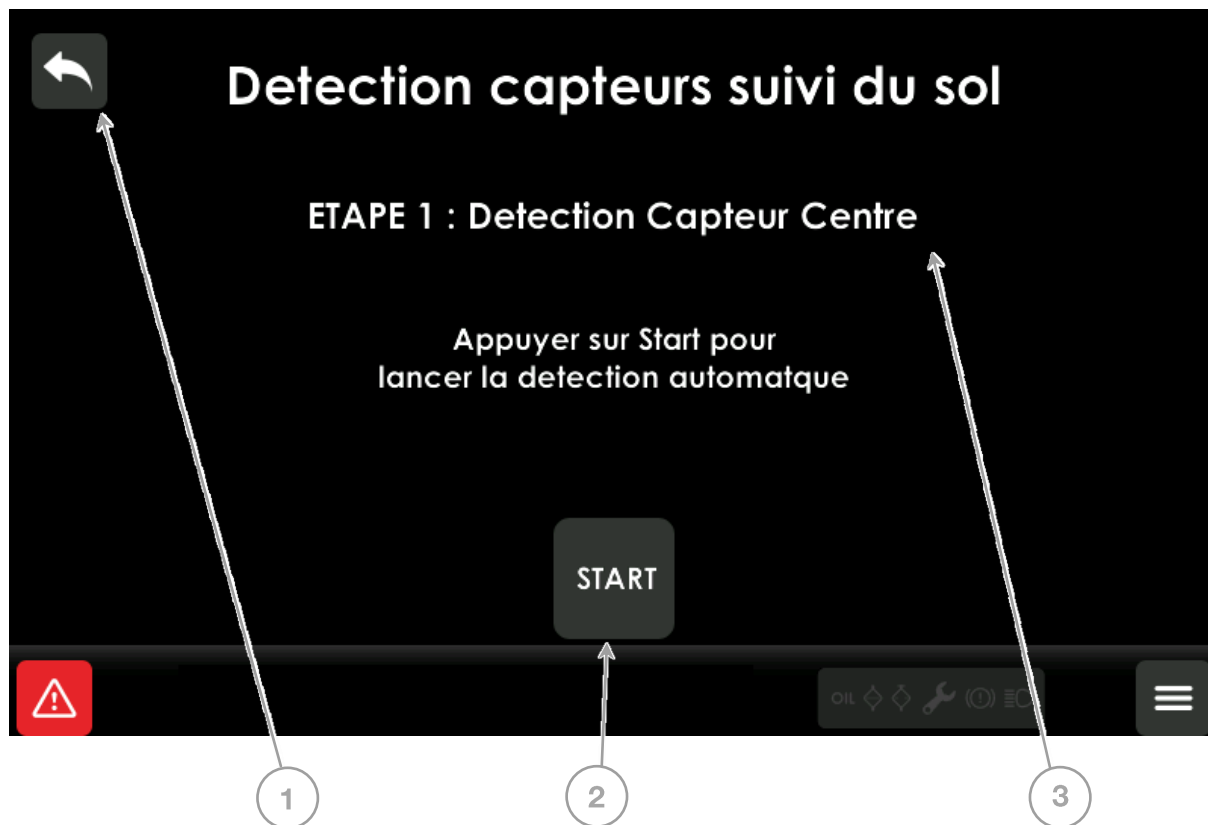 Detection capteurs suivi du sol
ETAPE 1 : Detection Capteur Centre
Appuyer sur Start pour
lancer la detection automatque
START
OIL
1
2
3